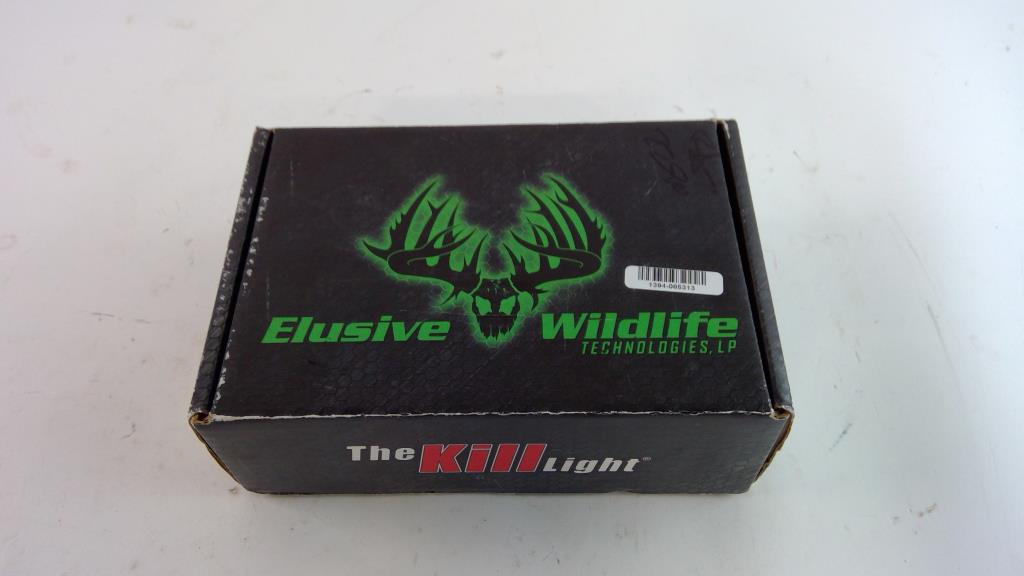 1394-065313
Elusive Wildlife
TECHNOLOGIES, LP
The Kill Light®